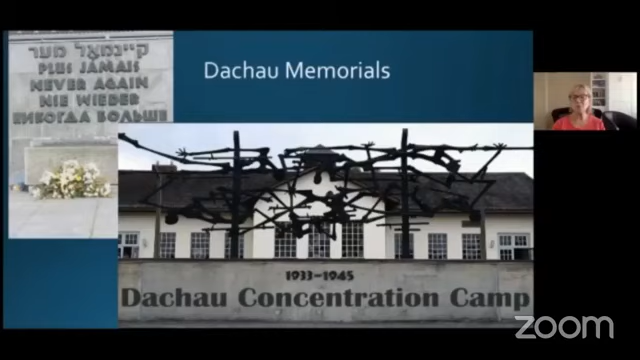 קיינמאל מער
PLUS JAMAIS
NEVER AGAIN
NIE WIEDER
НИКОГДА БОЛЬШЕ
Dachau Memorials
1933–1945
Dachau Concentration Camp
zoom